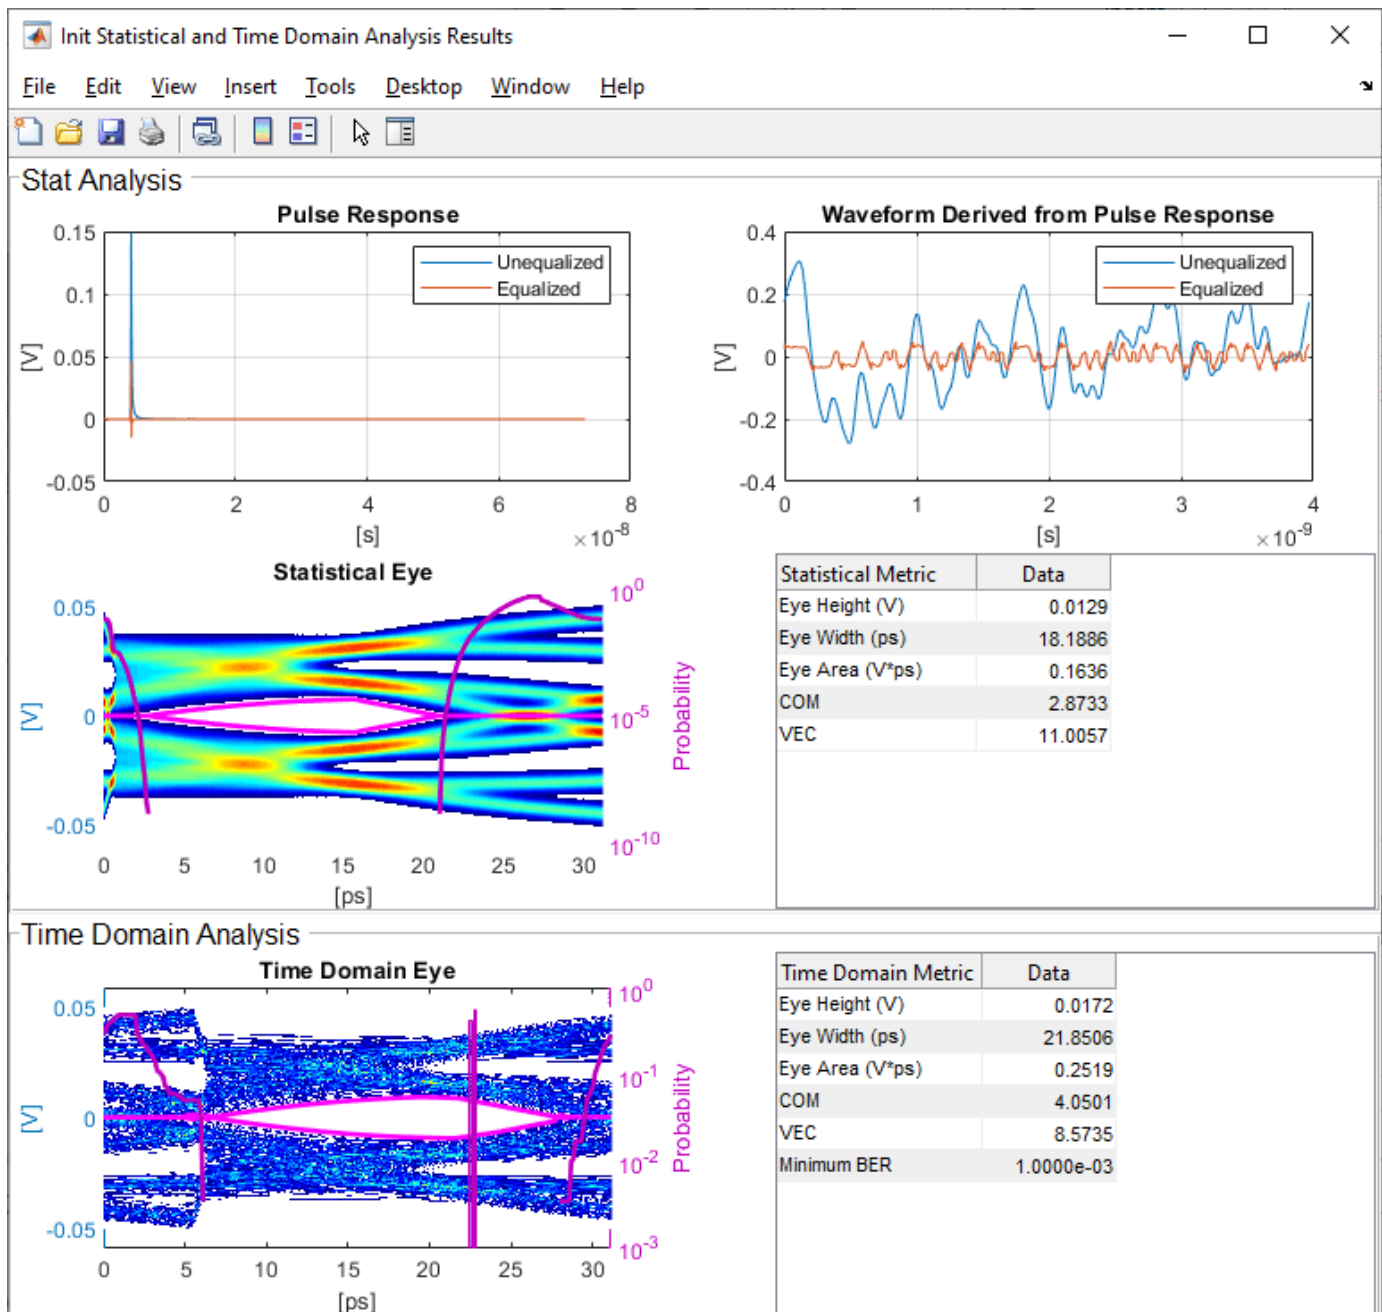 Init Statistical and Time Domain Analysis Results
File Edit View Insert Tools Desktop Window Help
Stat Analysis
Pulse Response
0.15
0.1
0.05
0
-0.05
[V]
Unequalized
Equalized
0 2 4 6 8
[s]
×10-8
Waveform Derived from Pulse Response
0.4
0.2
0
-0.2
-0.4
[V]
Unequalized
Equalized
0 1 2 3 4
[s]
×10-9
Statistical Eye
0.05
0
-0.05
[V]
100
10-5
10-10
Probability
0 5 10 15 20 25 30
[ps]
Statistical Metric Data
Eye Height (V) 0.0129
Eye Width (ps) 18.1886
Eye Area (V*ps) 0.1636
COM 2.8733
VEC 11.0057
Time Domain Analysis
Time Domain Eye
0.05
0
-0.05
[V]
100
10-1
10-2
10-3
Probability
0 5 10 15 20 25 30
[ps]
Time Domain Metric Data
Eye Height (V) 0.0172
Eye Width (ps) 21.8506
Eye Area (V*ps) 0.2519
COM 4.0501
VEC 8.5735
Minimum BER 1.0000e-03